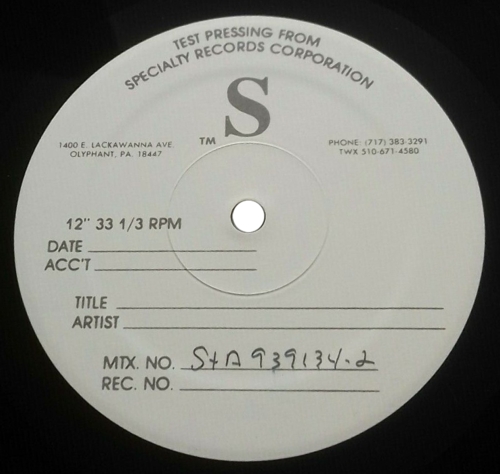 TEST PRESSING FROM
SPECIALTY RECORDS CORPORATION
S
TM
1400 E. LACKAWANNA AVE.
OLYPHANT, PA. 18447
PHONE: (717) 383-3291
TWX 510-671-4580
12" 33 1/3 RPM
DATE
ACC'T
TITLE
ARTIST
MTX. NO. StA 939134-2
REC. NO.